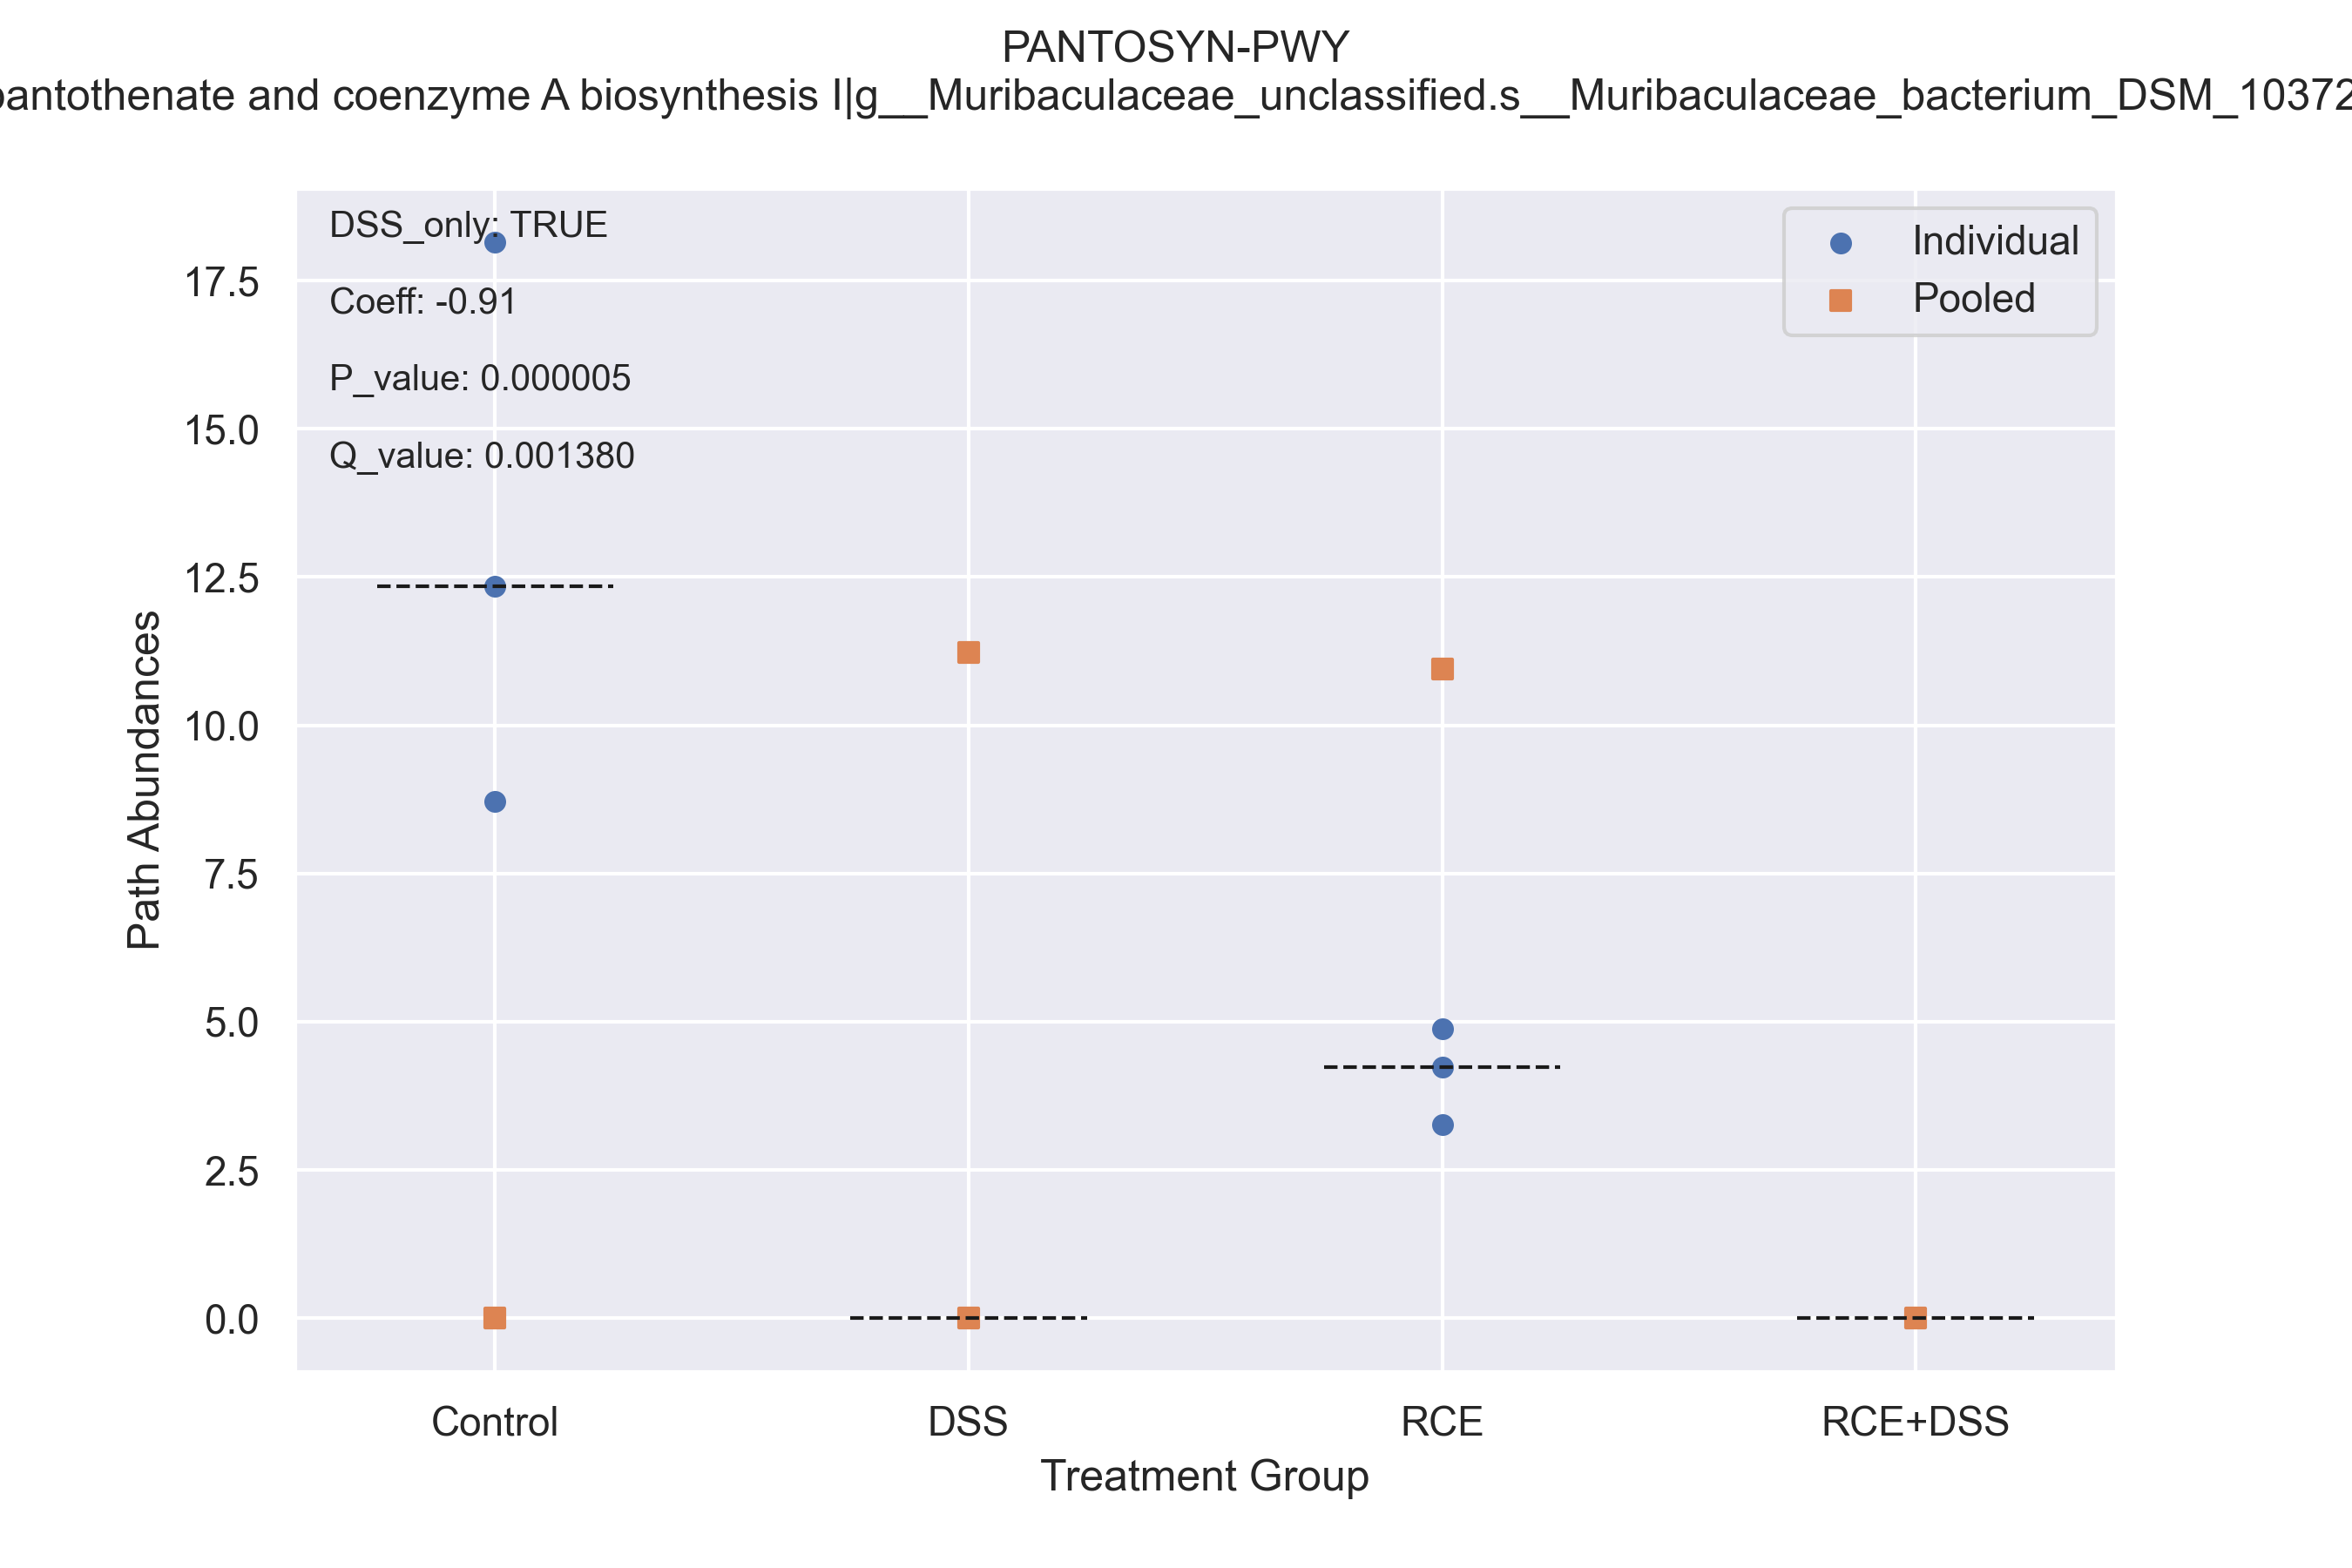 PANTOSYN-PWY
pantothenate and coenzyme A biosynthesis I|g__Muribaculaceae_unclassified.s__Muribaculaceae_bacterium_DSM_10372
DSS_only: TRUE
Coeff: -0.91
P_value: 0.000005
Q_value: 0.001380
Individual
Pooled
17.5
15.0
12.5
10.0
7.5
5.0
2.5
0.0
Path Abundances
Control
DSS
RCE
RCE+DSS
Treatment Group